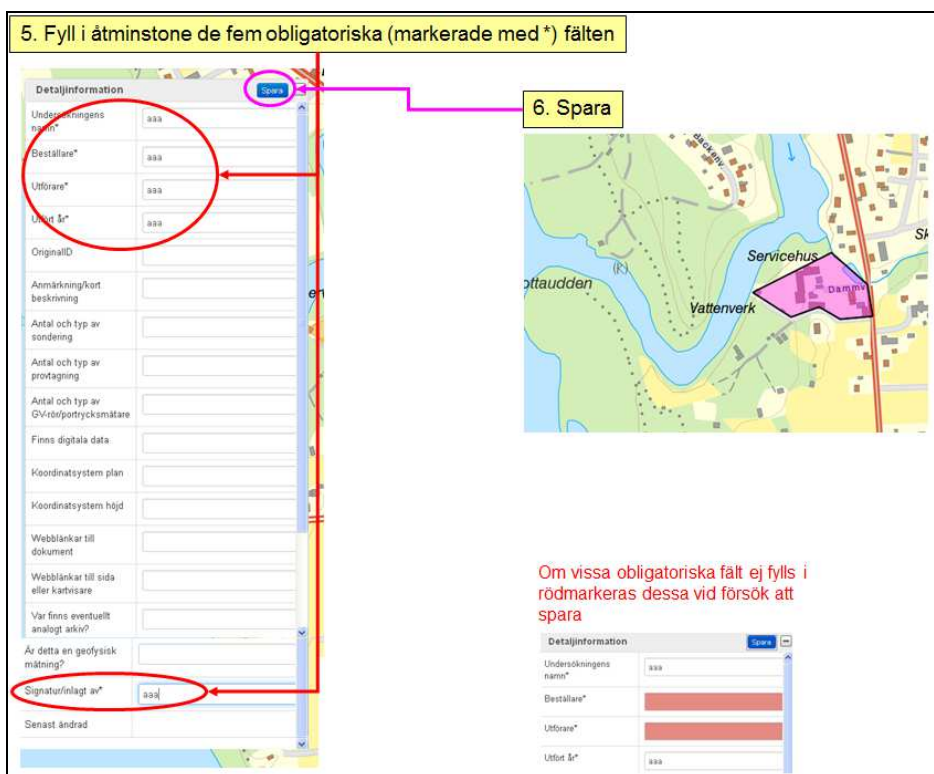 5. Fyll i åtminstone de fem obligatoriska (markerade med *) fälten
Detaljinformation
Spara
Undersökningens
namn*
aaa
Beställare*
aaa
Utförare*
aaa
Utfört år*
aaa
OriginalID
Anmärkning/kort
beskrivning
Antal och typ av
sondering
Antal och typ av
provtagning
Antal och typ av
GV-rör/portrycksmätare
Finns digitala data
Koordinatsystem plan
Koordinatsystem höjd
Webblänkar till
dokument
Webblänkar till sida
eller kartvisare
Var finns eventuellt
analogt arkiv?
Är detta en geofysisk
mätning?
Signatur/inlagt av*
aaa
Senast ändrad
6. Spara
Backenv.
Servicehus
Sk
(K)
ottaudden
Dammv
Vattenverk
Om vissa obligatoriska fält ej fylls i
rödmarkeras dessa vid försök att
spara
Detaljinformation
Spara
Undersökningens
namn*
aaa
Beställare*
Utförare*
Utfört år*
aaa